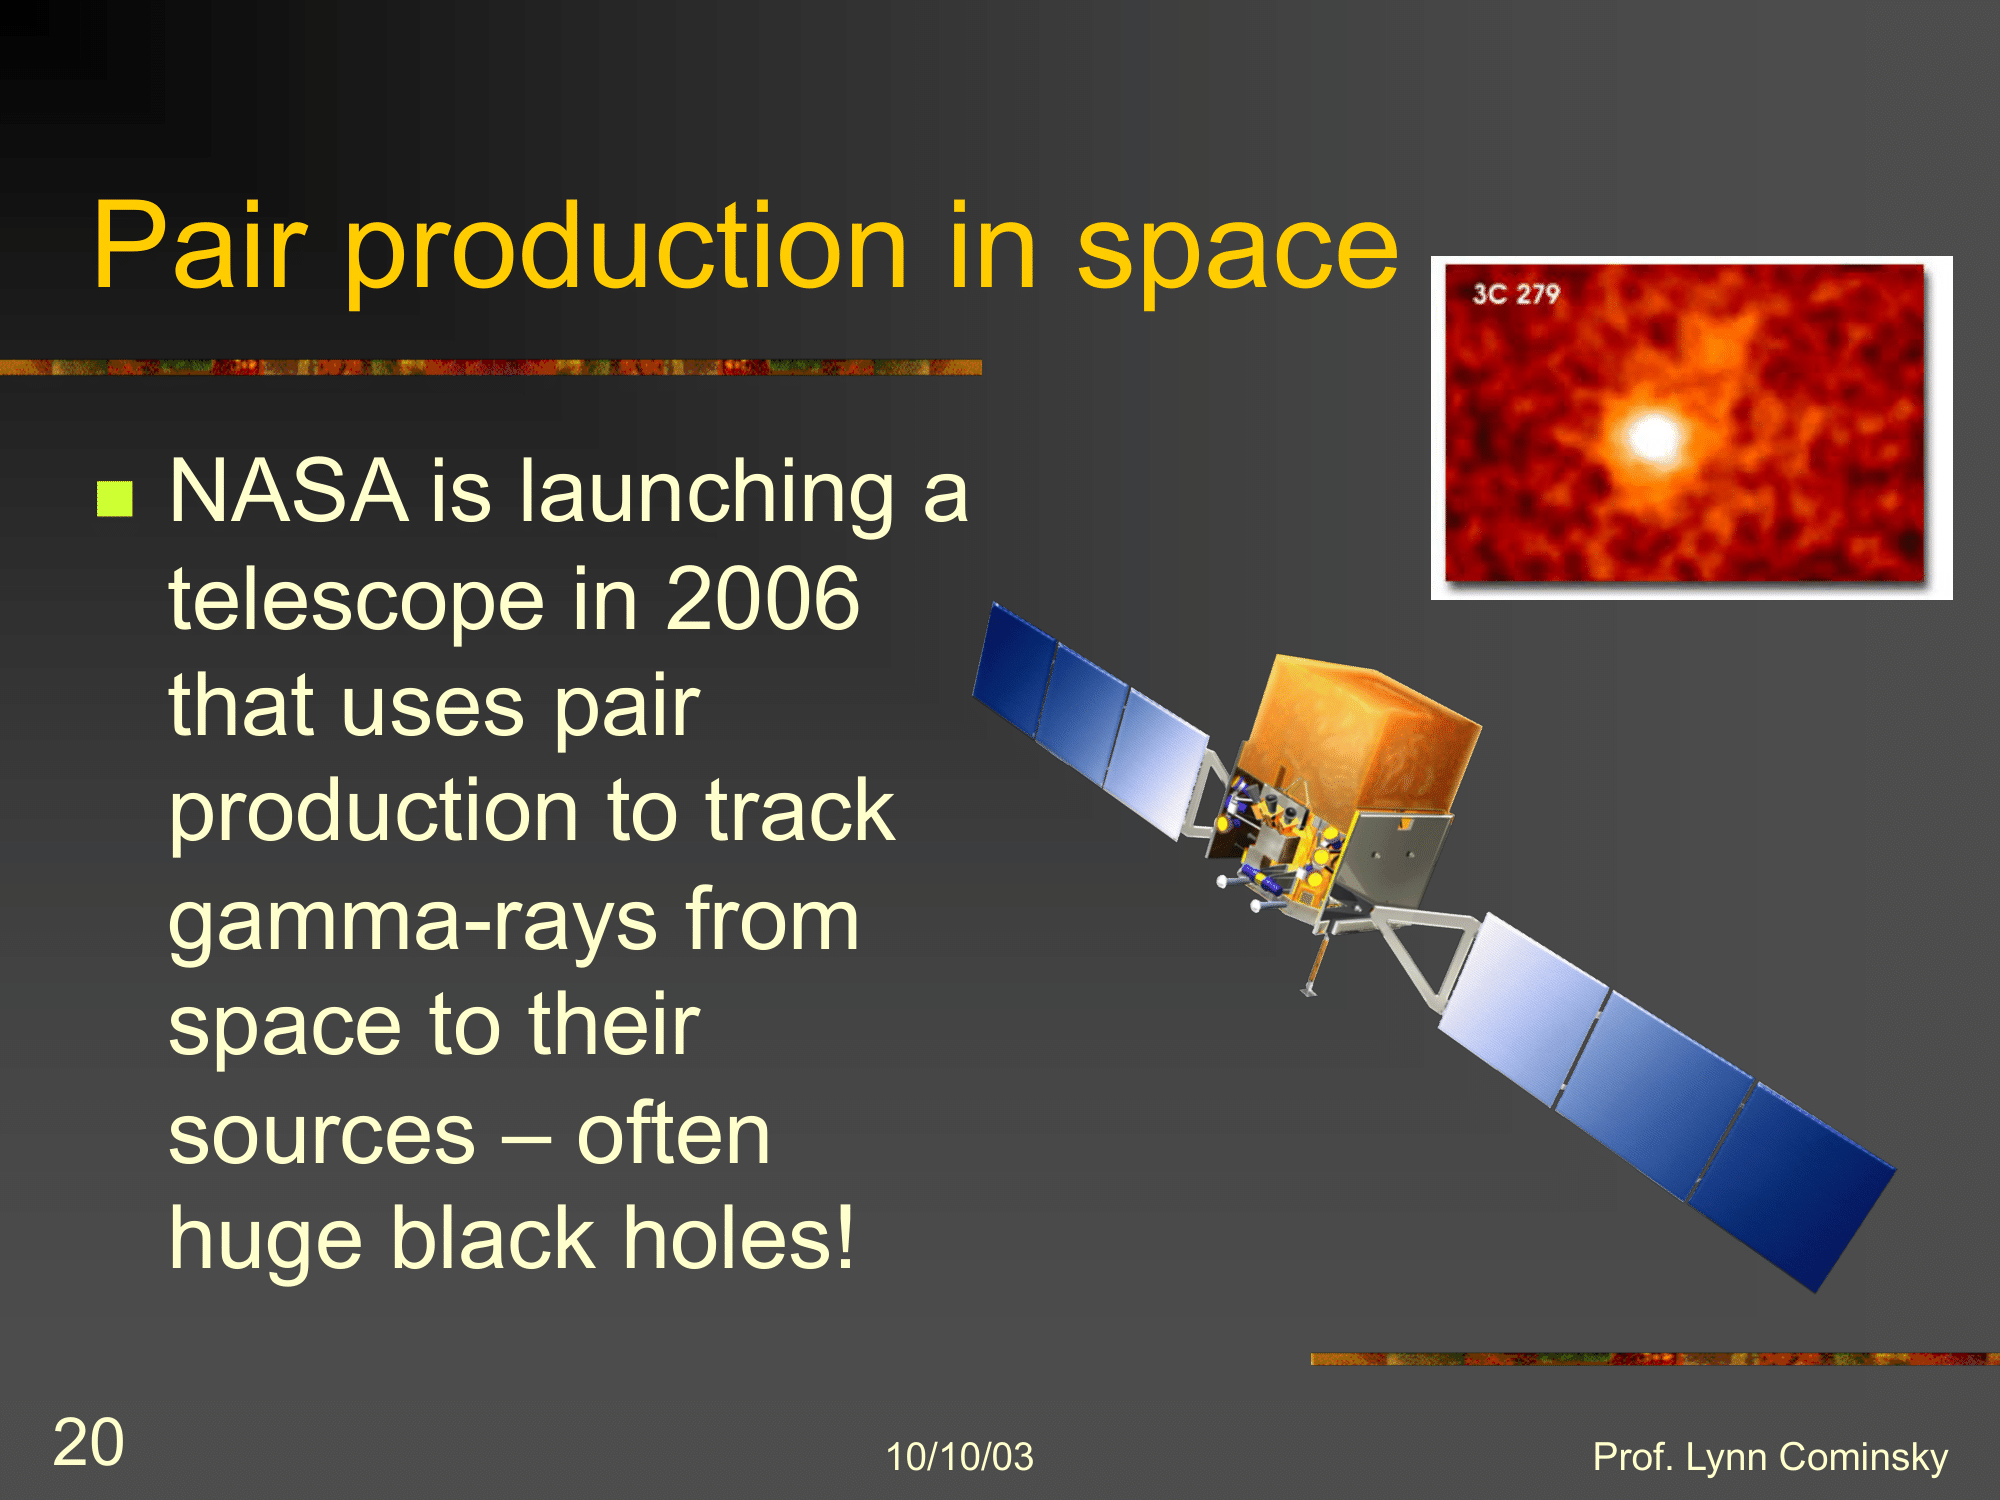 Pair production in space
3C 279
NASA is launching a
telescope in 2006
that uses pair
production to track
gamma-rays from
space to their
sources – often
huge black holes!
20
10/10/03
Prof. Lynn Cominsky